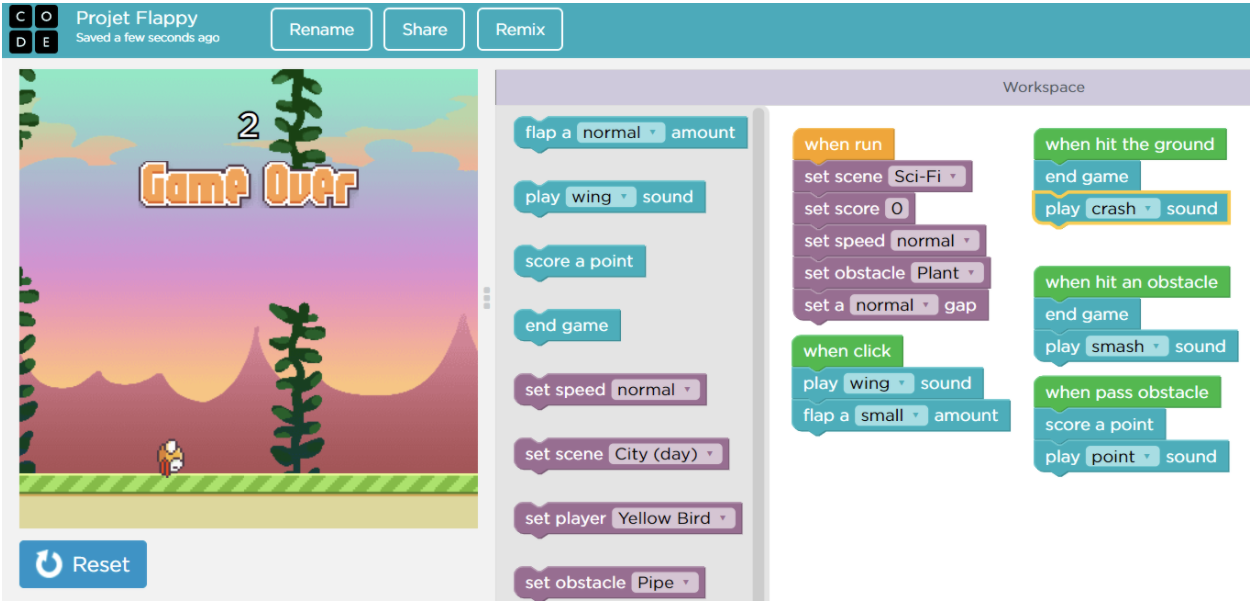 C O
D E
Projet Flappy
Saved a few seconds ago
Rename
Share
Remix
2
Game Over
Reset
Workspace
flap a normal amount
play wing sound
score a point
end game
set speed normal
set scene City (day)
set player Yellow Bird
set obstacle Pipe
when run
set scene Sci-Fi
set score 0
set speed normal
set obstacle Plant
set a normal gap
when click
play wing sound
flap a small amount
when hit the ground
end game
play crash sound
when hit an obstacle
end game
play smash sound
when pass obstacle
score a point
play point sound